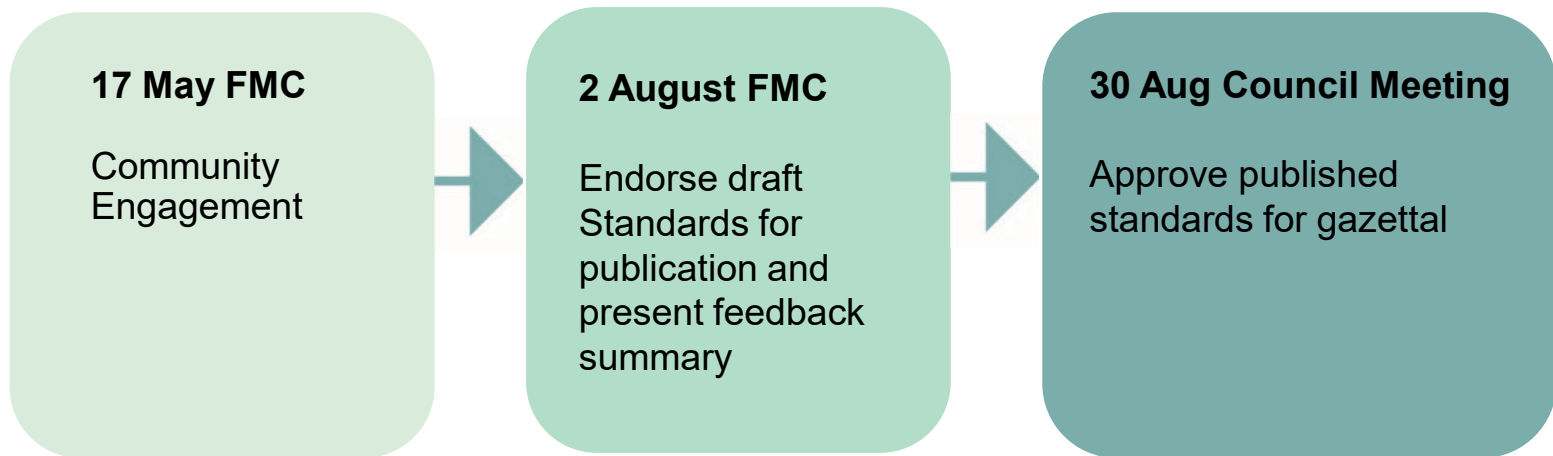 17 May FMC
Community
Engagement
2 August FMC
Endorse draft
Standards for
publication and
present feedback
summary
30 Aug Council Meeting
Approve published
standards for gazettal